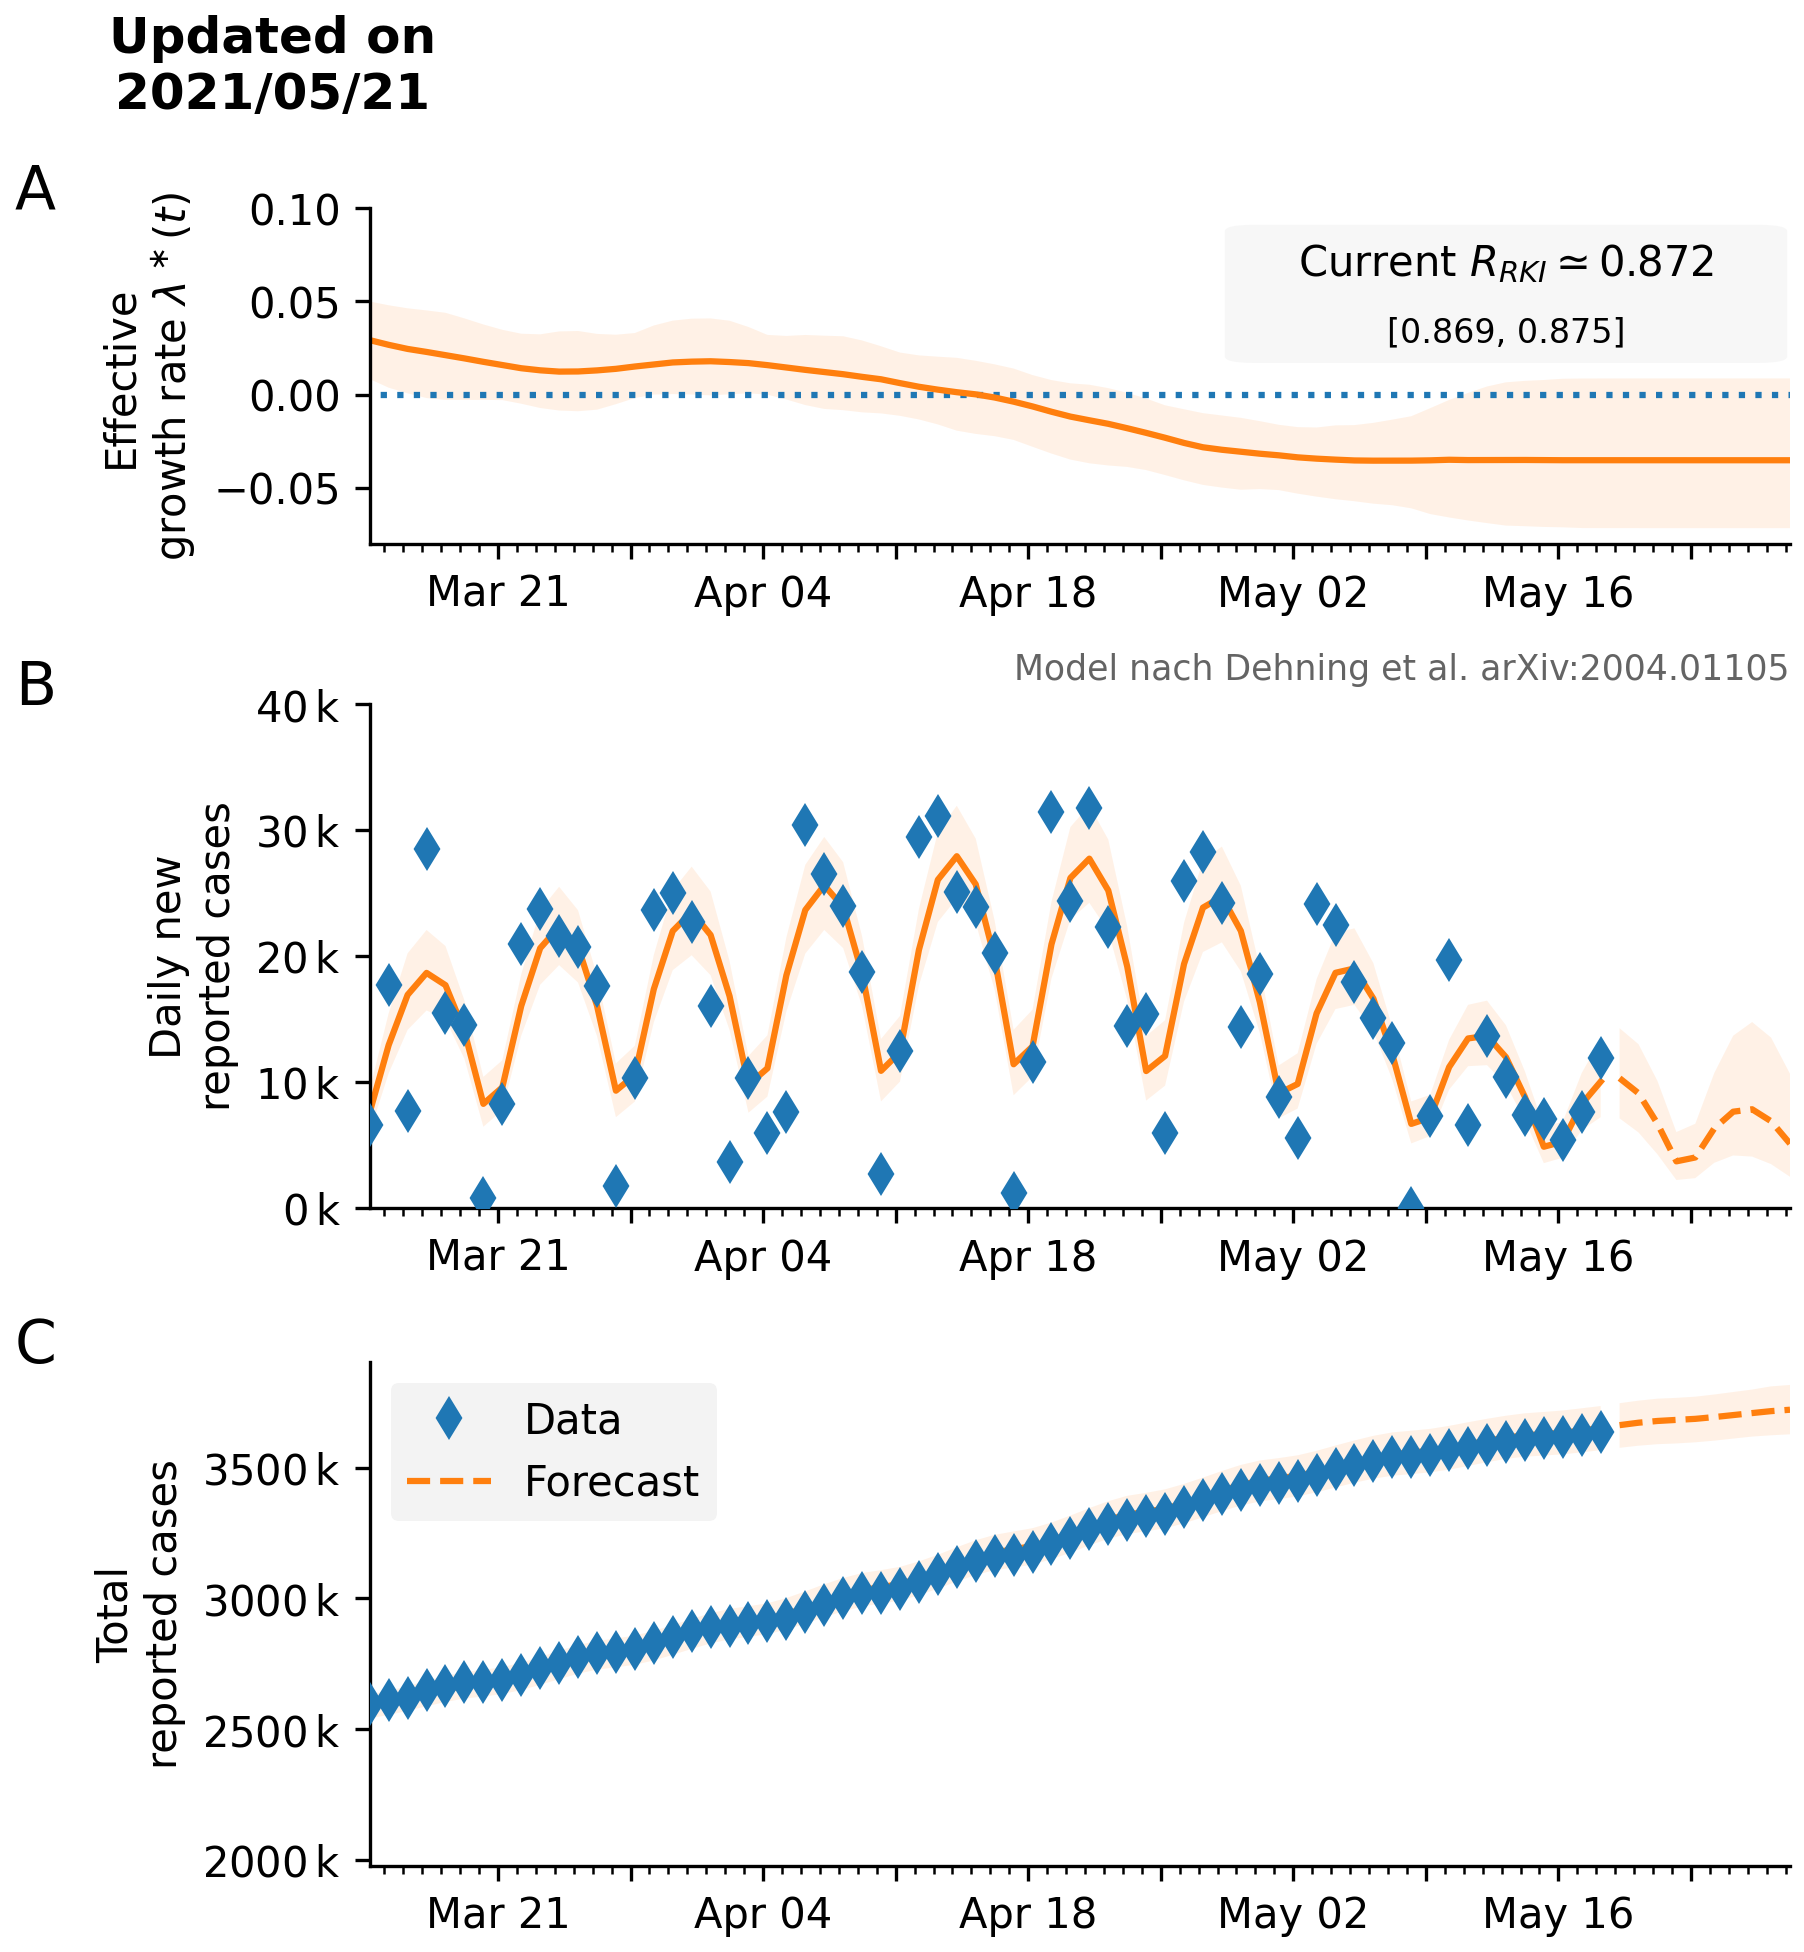 Updated on
2021/05/21
A
Effective
growth rate λ * (t)
0.10
0.05
0.00
−0.05
Current R_RKI ≃ 0.872
[0.869, 0.875]
Mar 21
Apr 04
Apr 18
May 02
May 16
B
Model nach Dehning et al. arXiv:2004.01105
Daily new
reported cases
40 k
30 k
20 k
10 k
0 k
Mar 21
Apr 04
Apr 18
May 02
May 16
C
Total
reported cases
Data
Forecast
3500 k
3000 k
2500 k
2000 k
Mar 21
Apr 04
Apr 18
May 02
May 16